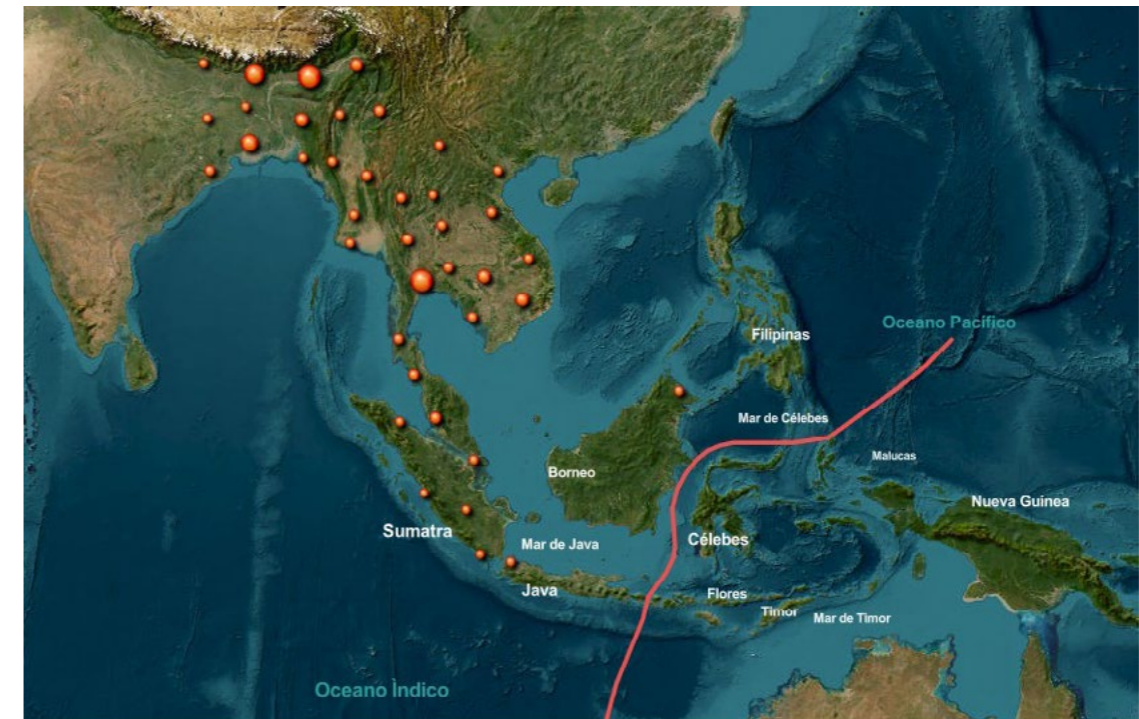 Oceano Pacífico
Filipinas
Mar de Célebes
Malucas
Borneo
Nueva Guinea
Sumatra
Mar de Java
Célebes
Java
Flores
Timor
Mar de Timor
Oceano Índico